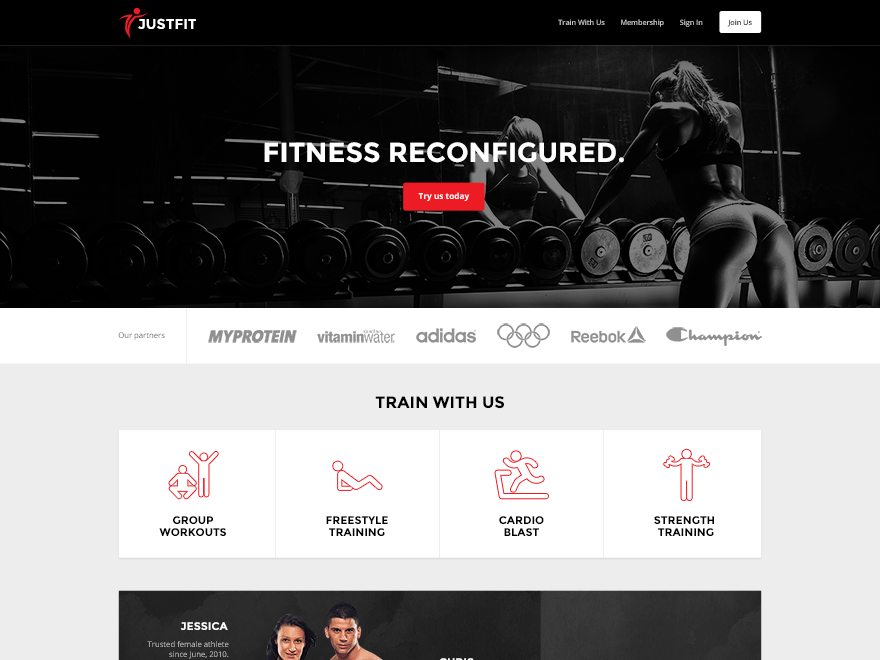 JUSTFIT
Train With Us
Membership
Sign In
Join Us
FITNESS RECONFIGURED.
Try us today
Our partners
MYPROTEIN
vitaminwater
adidas
Reebok
Champion
TRAIN WITH US
GROUP
WORKOUTS
FREESTYLE
TRAINING
CARDIO
BLAST
STRENGTH
TRAINING
JESSICA
Trusted female athlete
since June, 2010.